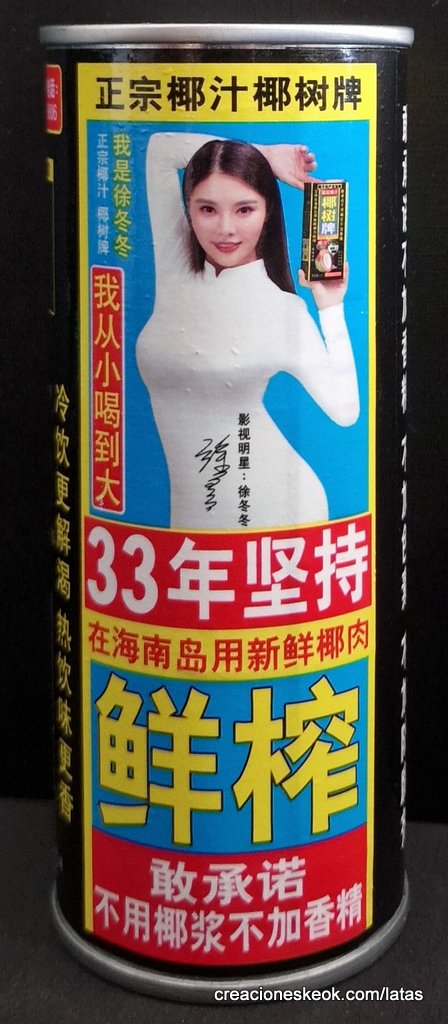 正宗椰汁椰树牌
我是徐冬冬
正宗椰汁 椰树牌
我从小喝到大
椰树牌
影视明星：徐冬冬
33年坚持
在海南岛用新鲜椰肉
鲜榨
敢承诺
不用椰浆不加香精
冷饮更解渴 热饮味更香
creacioneskeok.com/latas